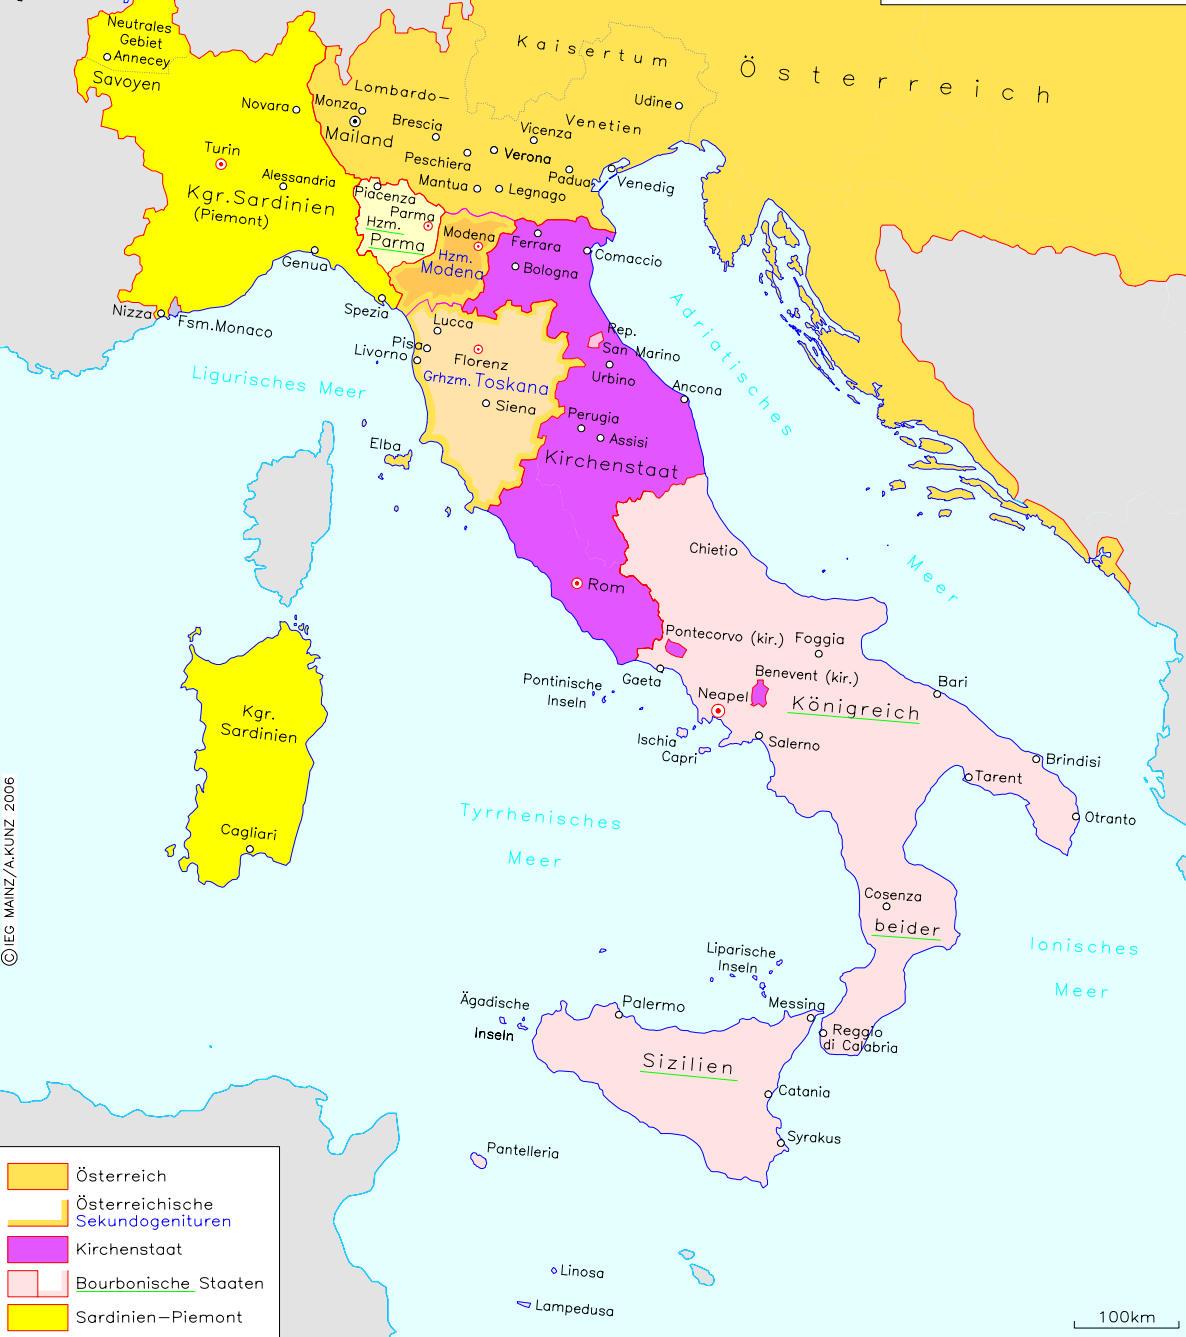 Neutrales
Gebiet
Annecy
Savoyen
Kaisertum
Österreich
Lombardo-
Venetien
Udine
Novara
Monza
Mailand
Brescia
Vicenza
Peschiera
Verona
Padua
Venedig
Mantua
Legnago
Turin
Alessandria
Kgr.Sardinien
(Piemont)
Piacenza
Parma
Hzm.
Parma
Modena
Hzm.
Modena
Ferrara
Comaccio
Bologna
Genua
Spezia
Nizza
Fsm.Monaco
Lucca
Pisa
Livorno
Florenz
Grhzm.Toskana
Siena
Rep.
San Marino
Urbino
Ancona
Perugia
Assisi
Kirchenstaat
Ligurisches Meer
Adriatisches
Meer
Elba
Chieti
Rom
Pontecorvo (kir.)
Foggia
Gaeta
Benevent (kir.)
Bari
Pontinische
Inseln
Neapel
Königreich
Ischia
Capri
Salerno
Brindisi
Tarent
Otranto
Kgr.
Sardinien
Cagliari
Tyrrhenisches
Meer
Cosenza
beider
Ionisches
Meer
Liparische
Inseln
Ägadische
Inseln
Palermo
Messing
Reggio
di Calabria
Sizilien
Catania
Syrakus
Pantelleria
Linosa
Lampedusa
©IEG MAINZ/A.KUNZ 2006
Österreich
Österreichische
Sekundogenituren
Kirchenstaat
Bourbonische Staaten
Sardinien-Piemont
100km